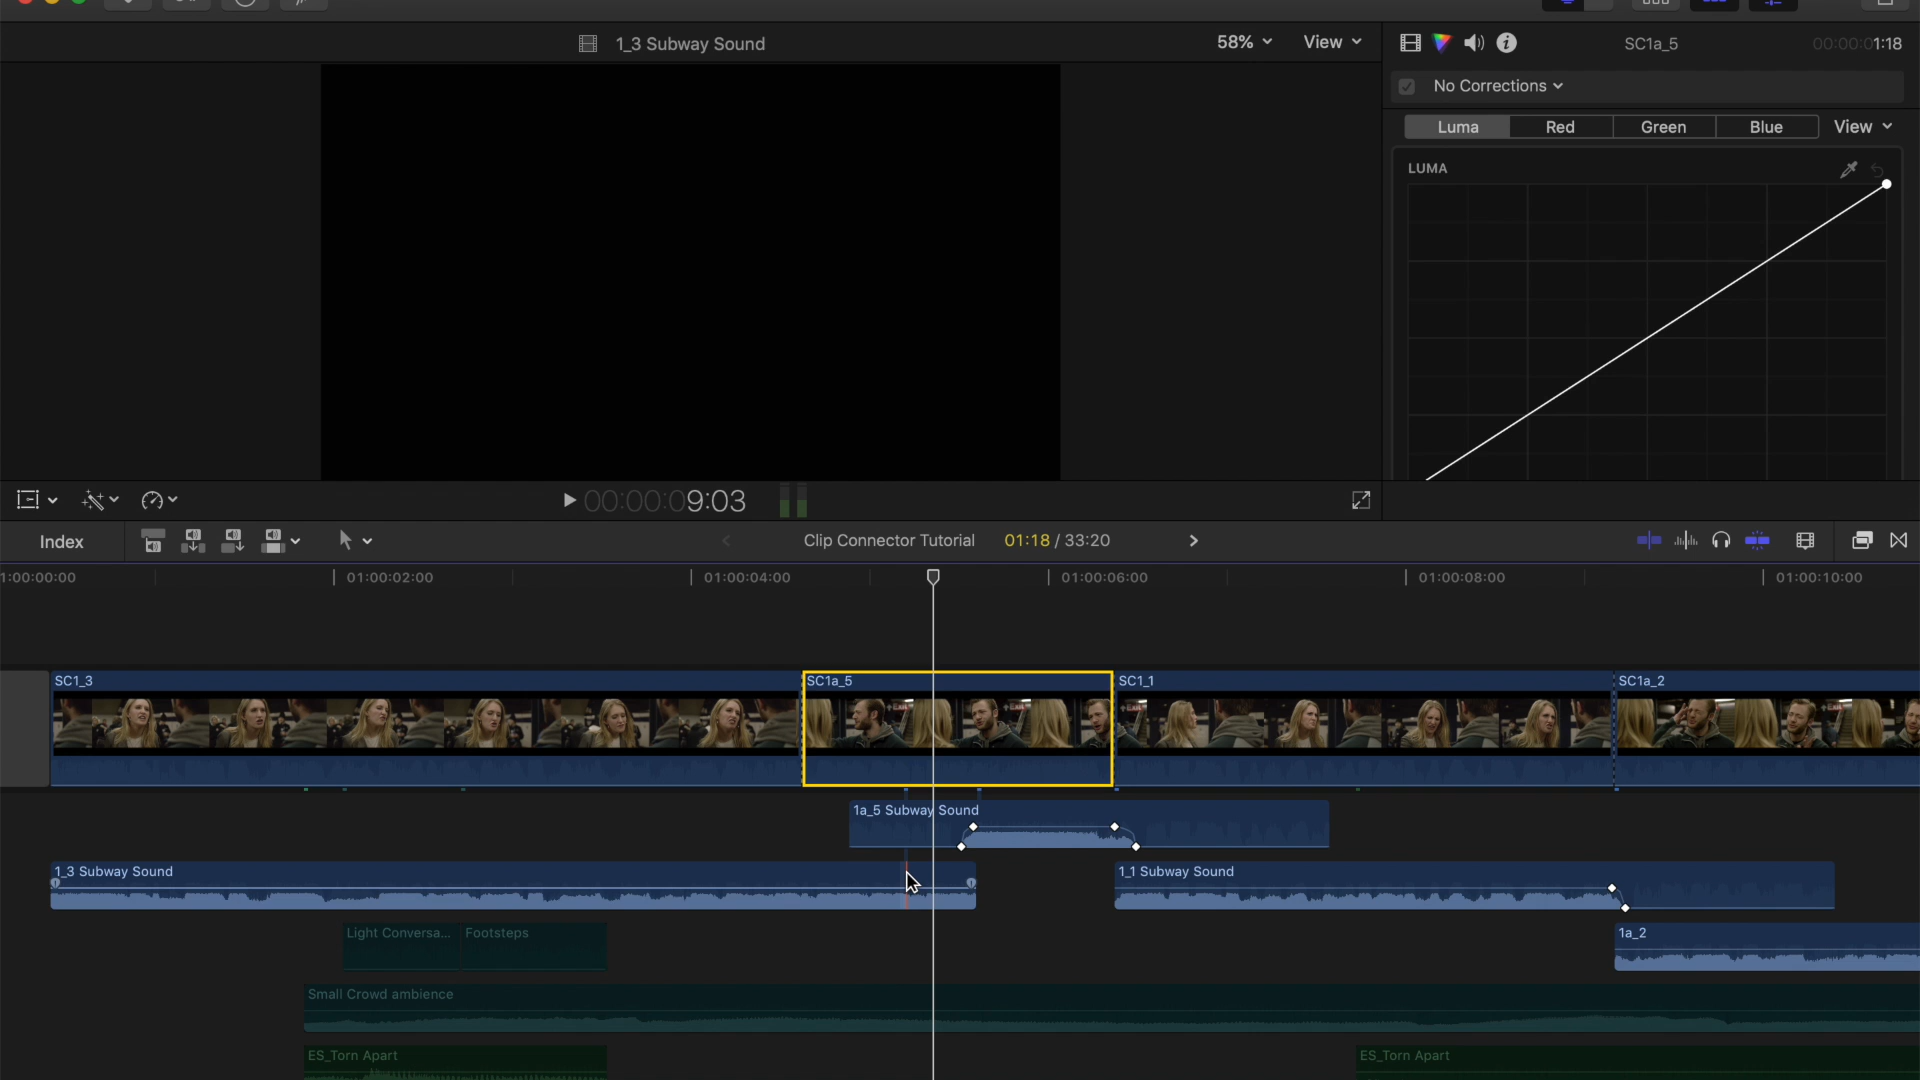 1_3 Subway Sound
58%
View
SC1a_5
00:00:01:18
No Corrections
Luma
Red
Green
Blue
View
LUMA
00:00:09:03
Index
Clip Connector Tutorial
01:18 / 33:20
1:00:00:00
01:00:02:00
01:00:04:00
01:00:06:00
01:00:08:00
01:00:10:00
SC1_3
SC1a_5
SC1_1
SC1a_2
1a_5 Subway Sound
1_3 Subway Sound
1_1 Subway Sound
Light Conversa...
Footsteps
1a_2
Small Crowd ambience
ES_Torn Apart
ES_Torn Apart